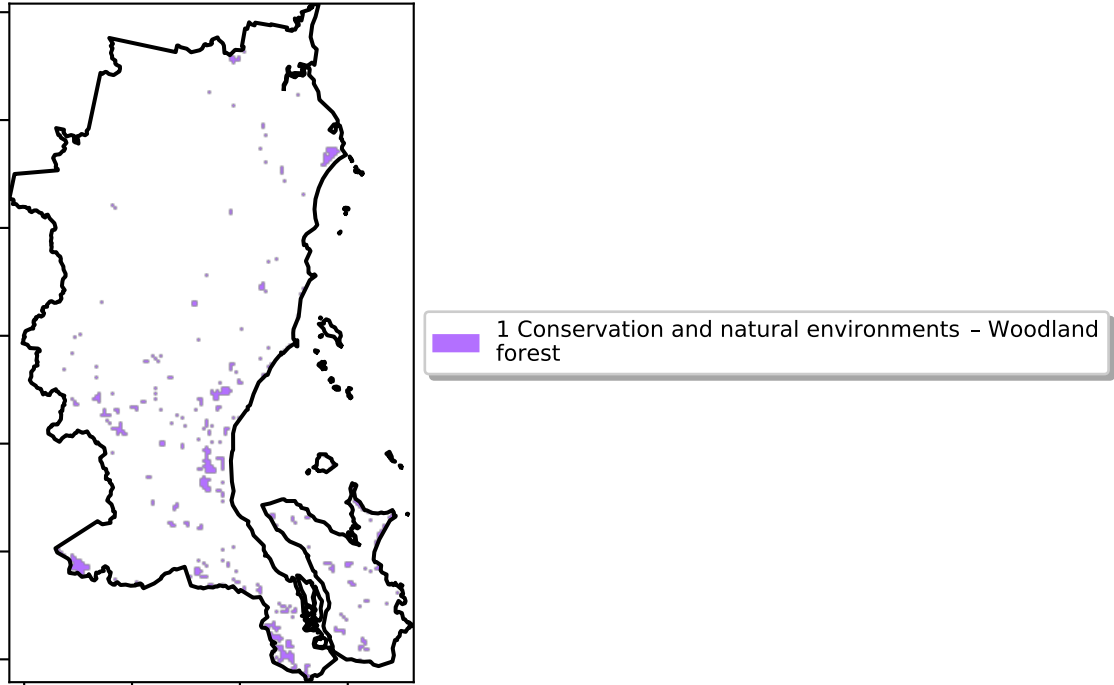 1 Conservation and natural environments – Woodland
forest